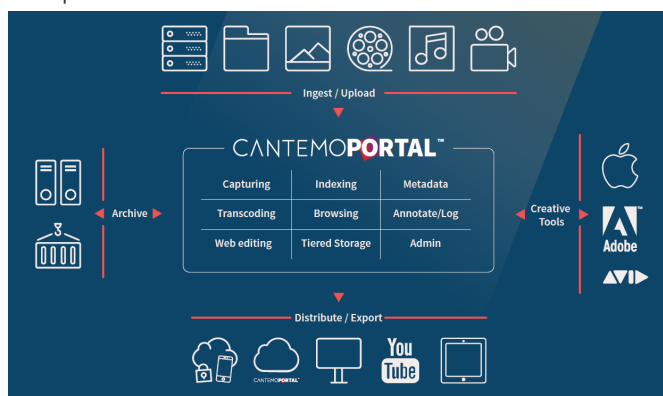 Ingest / Upload
CANTEMOPORTAL™
Capturing
Indexing
Metadata
Transcoding
Browsing
Annotate/Log
Web editing
Tiered Storage
Admin
Archive
Creative
Tools
Adobe
AVID
Distribute / Export
CANTEMOPORTAL™
You
Tube